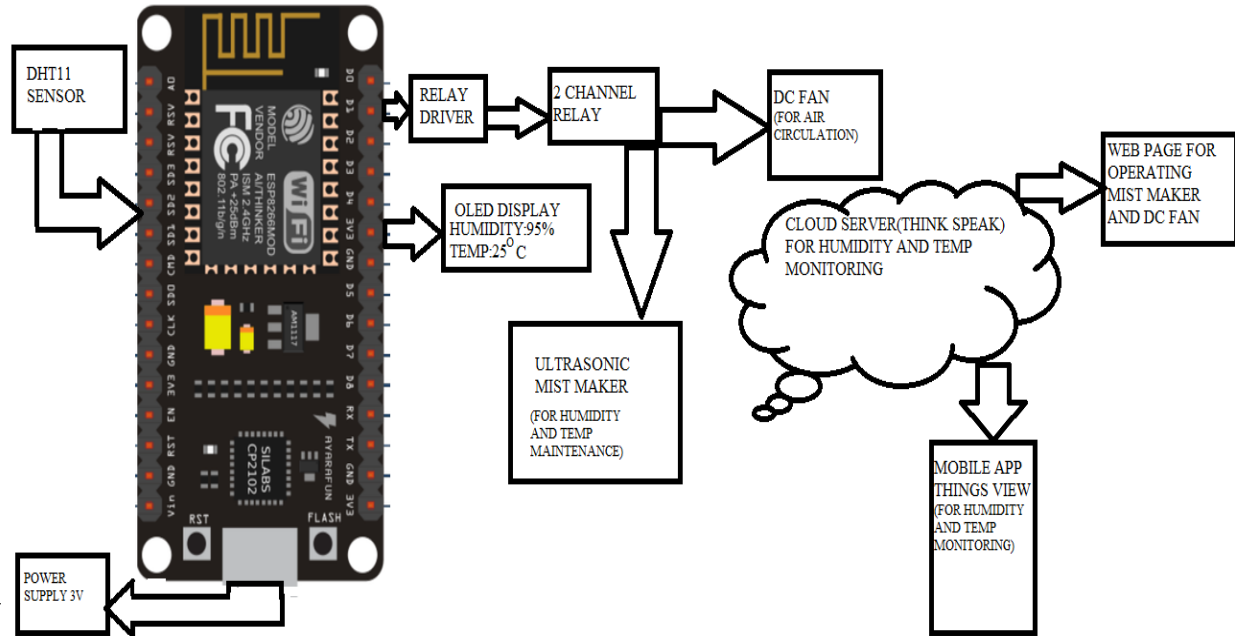 DHT11
SENSOR
A0
RSV
RSV
SD3
SD2
SD1
CMD
SD0
CLK
GND
3V3
EN
RST
GND
Vin
MODEL
VENDOR
ESP8266MOD
AI/THINKER
ISM 2.4GHz
PA +25dBm
802.11b/g/n
FC
WiFi
AM1117
SILABS
CP2102
AYARAFUN
RST
FLASH
D0
D1
D2
D3
D4
3V3
GND
D5
D6
D7
D8
RX
TX
GND
3V3
POWER
SUPPLY 3V
RELAY
DRIVER
2 CHANNEL
RELAY
DC FAN
(FOR AIR
CIRCULATION)
OLED DISPLAY
HUMIDITY:95%
TEMP:25°C
ULTRASONIC
MIST MAKER
(FOR HUMIDITY
AND TEMP
MAINTENANCE)
CLOUD SERVER(THINK SPEAK)
FOR HUMIDITY AND TEMP
MONITORING
WEB PAGE FOR
OPERATING
MIST MAKER
AND DC FAN
MOBILE APP
THINGS VIEW
(FOR HUMIDITY
AND TEMP
MONITORING)